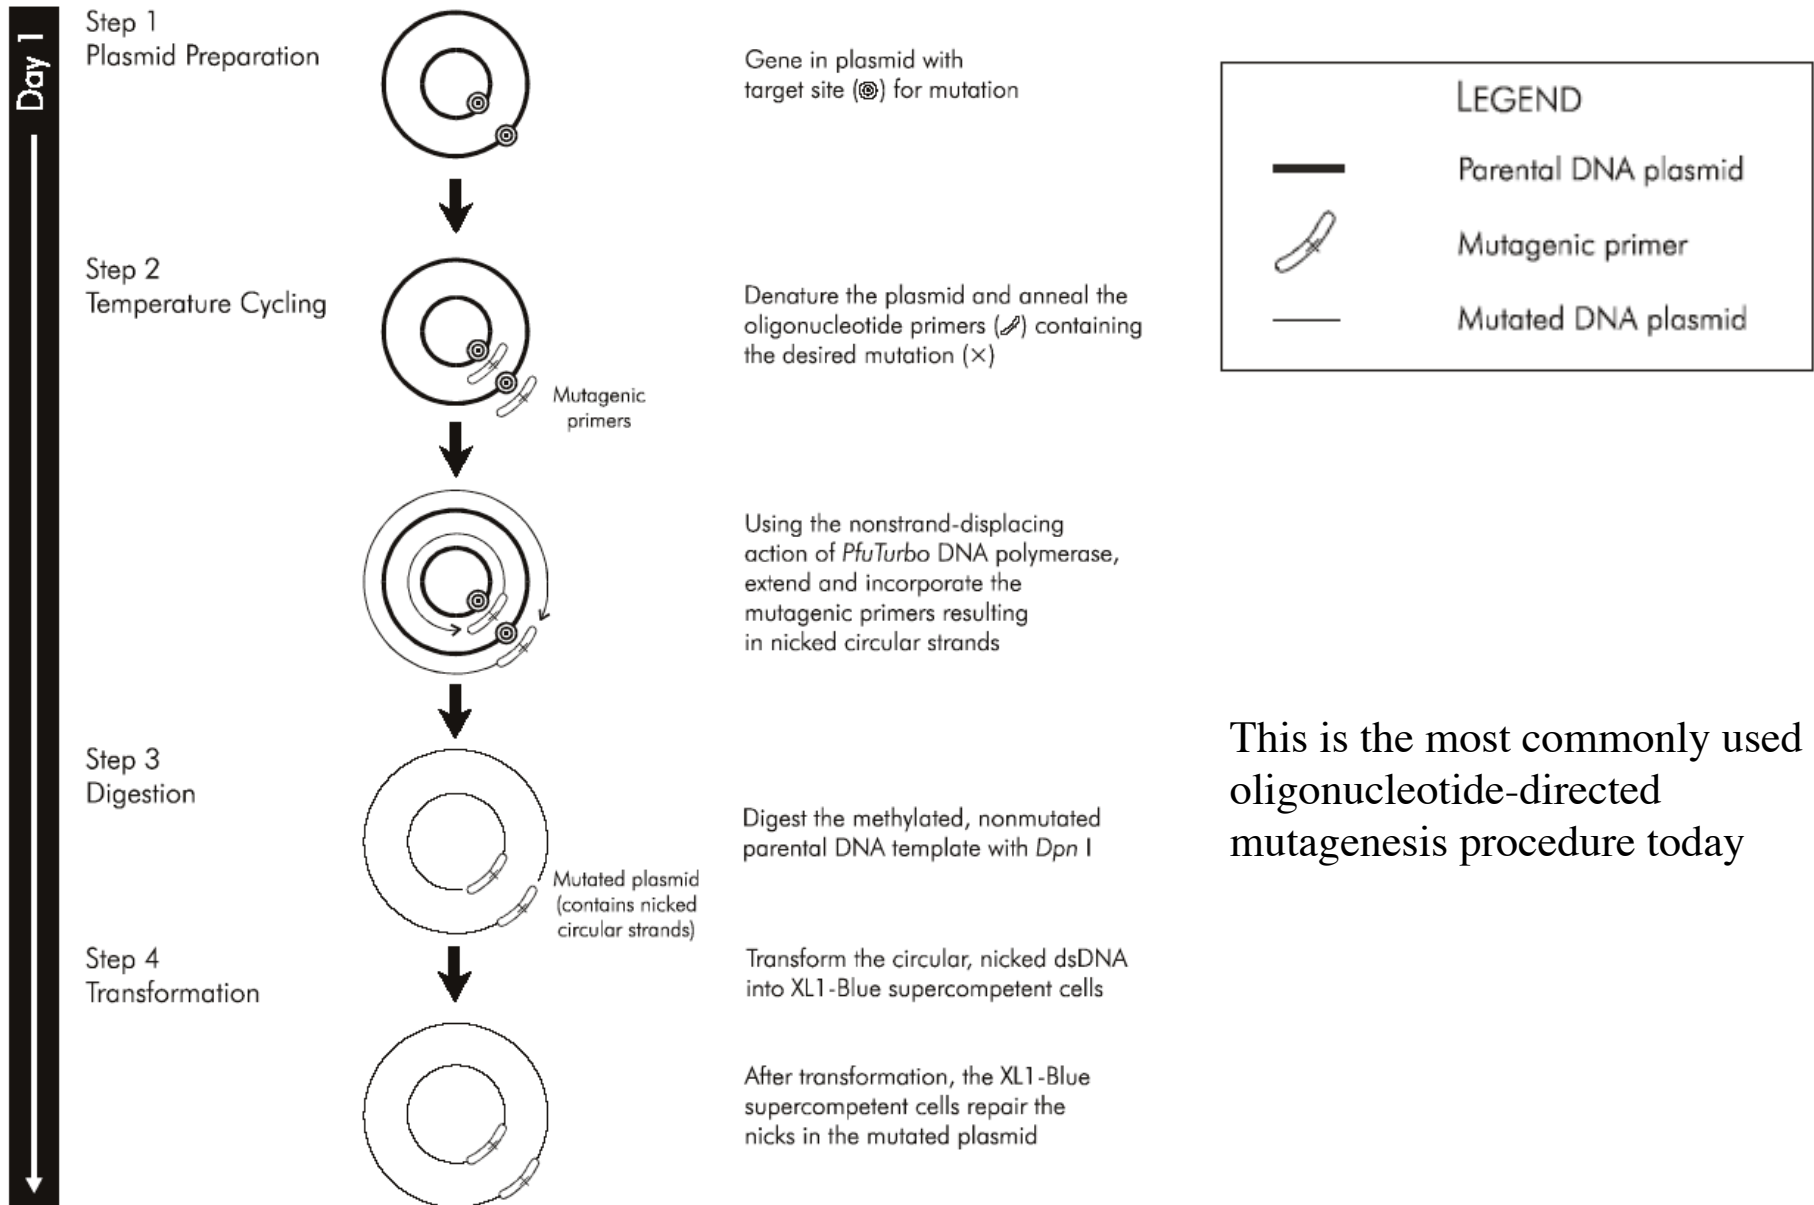 Day 1
Step 1
Plasmid Preparation
Gene in plasmid with
target site () for mutation
LEGEND
Parental DNA plasmid
Mutagenic primer
Mutated DNA plasmid
Step 2
Temperature Cycling
Denature the plasmid and anneal the
oligonucleotide primers () containing
the desired mutation (×)
Mutagenic
primers
Using the nonstrand-displacing
action of PfuTurbo DNA polymerase,
extend and incorporate the
mutagenic primers resulting
in nicked circular strands
Step 3
Digestion
Digest the methylated, nonmutated
parental DNA template with Dpn I
Mutated plasmid
(contains nicked
circular strands)
This is the most commonly used
oligonucleotide-directed
mutagenesis procedure today
Step 4
Transformation
Transform the circular, nicked dsDNA
into XL1-Blue supercompetent cells
After transformation, the XL1-Blue
supercompetent cells repair the
nicks in the mutated plasmid